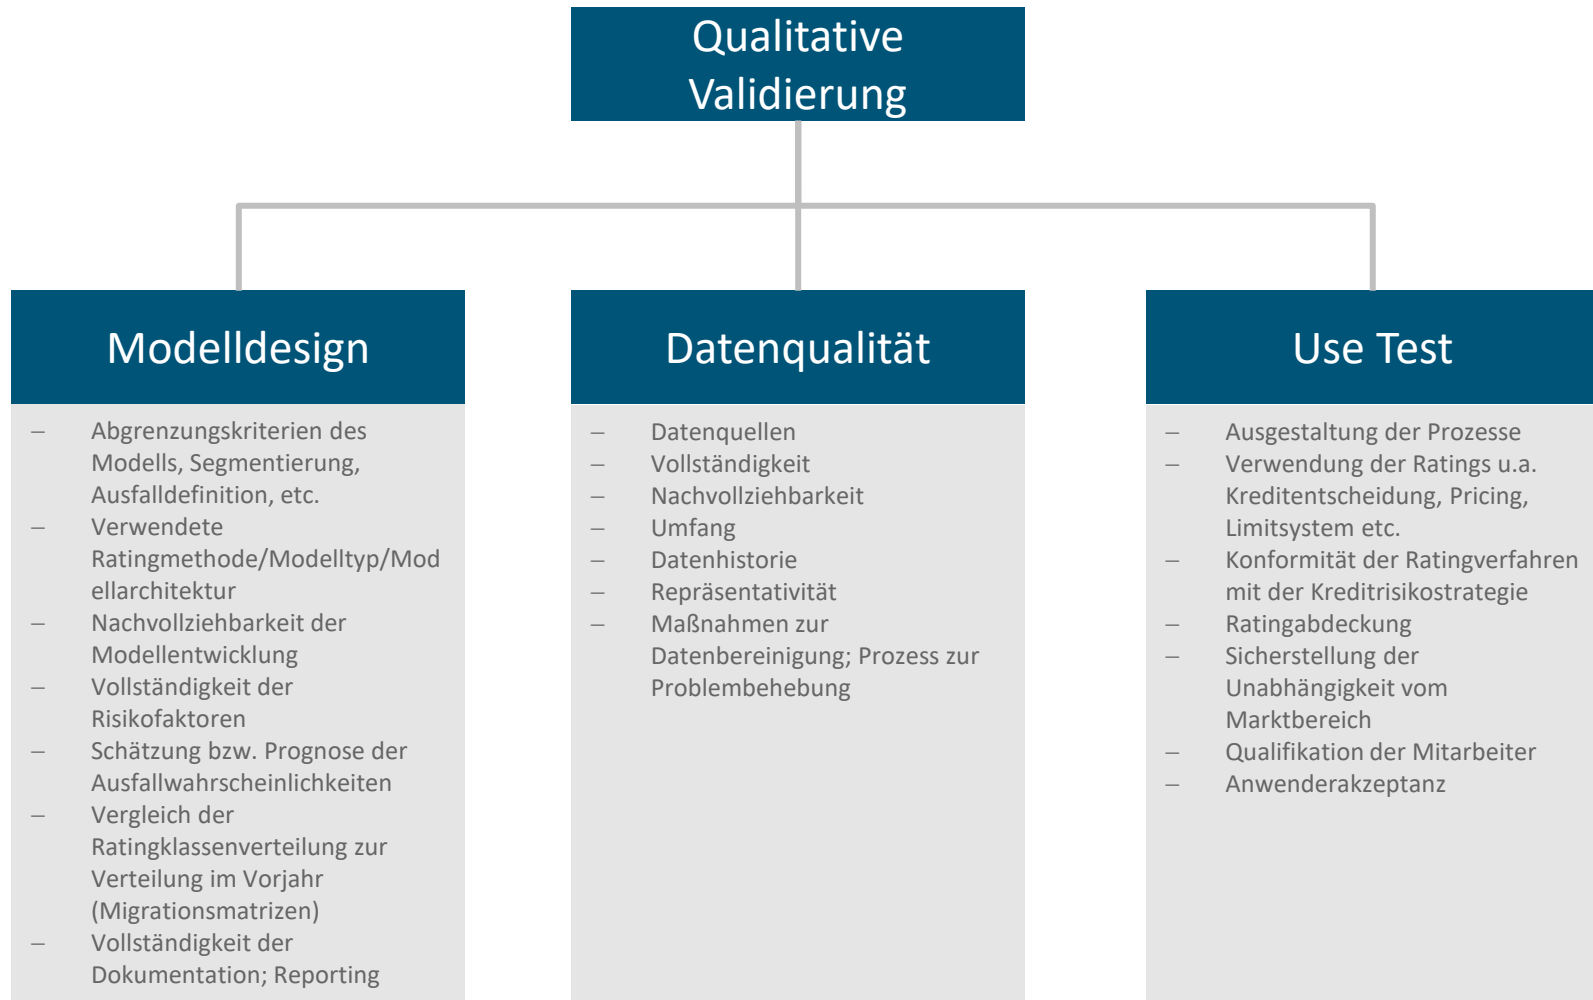 Qualitative
Validierung
Modelldesign
– Abgrenzungskriterien des
Modells, Segmentierung,
Ausfalldefinition, etc.
– Verwendete
Ratingmethode/Modelltyp/Mod
ellarchitektur
– Nachvollziehbarkeit der
Modellentwicklung
– Vollständigkeit der
Risikofaktoren
– Schätzung bzw. Prognose der
Ausfallwahrscheinlichkeiten
– Vergleich der
Ratingklassenverteilung zur
Verteilung im Vorjahr
(Migrationsmatrizen)
– Vollständigkeit der
Dokumentation; Reporting
Datenqualität
– Datenquellen
– Vollständigkeit
– Nachvollziehbarkeit
– Umfang
– Datenhistorie
– Repräsentativität
– Maßnahmen zur
Datenbereinigung; Prozess zur
Problembehebung
Use Test
– Ausgestaltung der Prozesse
– Verwendung der Ratings u.a.
Kreditentscheidung, Pricing,
Limitsystem etc.
– Konformität der Ratingverfahren
mit der Kreditrisikostrategie
– Ratingabdeckung
– Sicherstellung der
Unabhängigkeit vom
Marktbereich
– Qualifikation der Mitarbeiter
– Anwenderakzeptanz